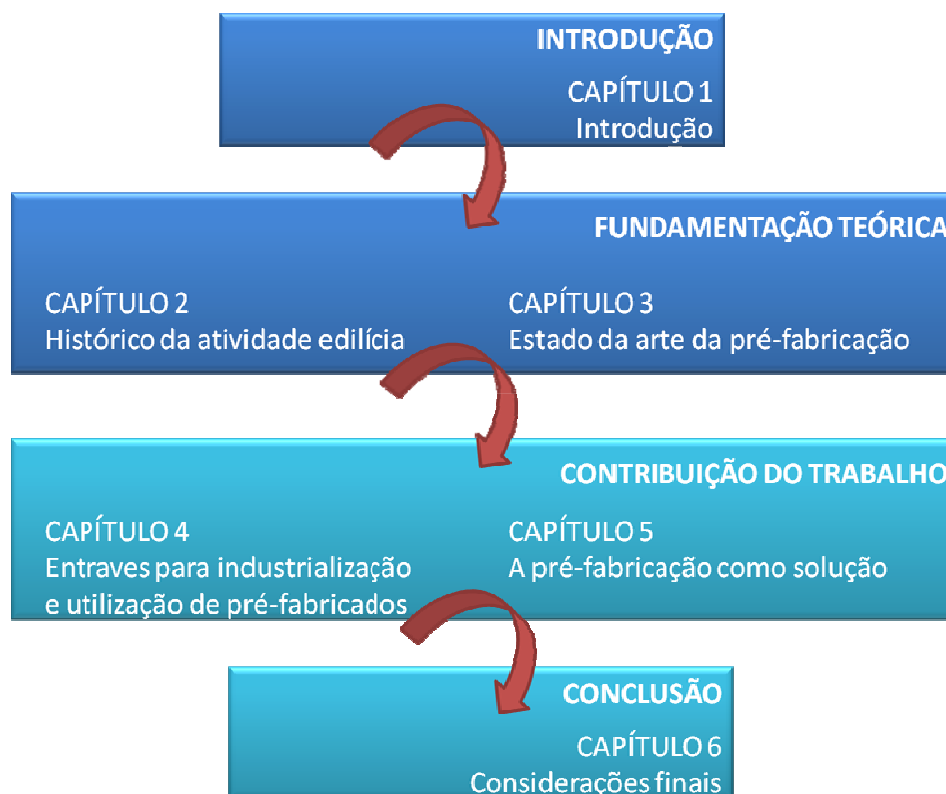 INTRODUÇÃO
CAPÍTULO 1
Introdução
FUNDAMENTAÇÃO TEÓRICA
CAPÍTULO 2
Histórico da atividade edilícia
CAPÍTULO 3
Estado da arte da pré-fabricação
CONTRIBUIÇÃO DO TRABALHO
CAPÍTULO 4
Entraves para industrialização
e utilização de pré-fabricados
CAPÍTULO 5
A pré-fabricação como solução
CONCLUSÃO
CAPÍTULO 6
Considerações finais